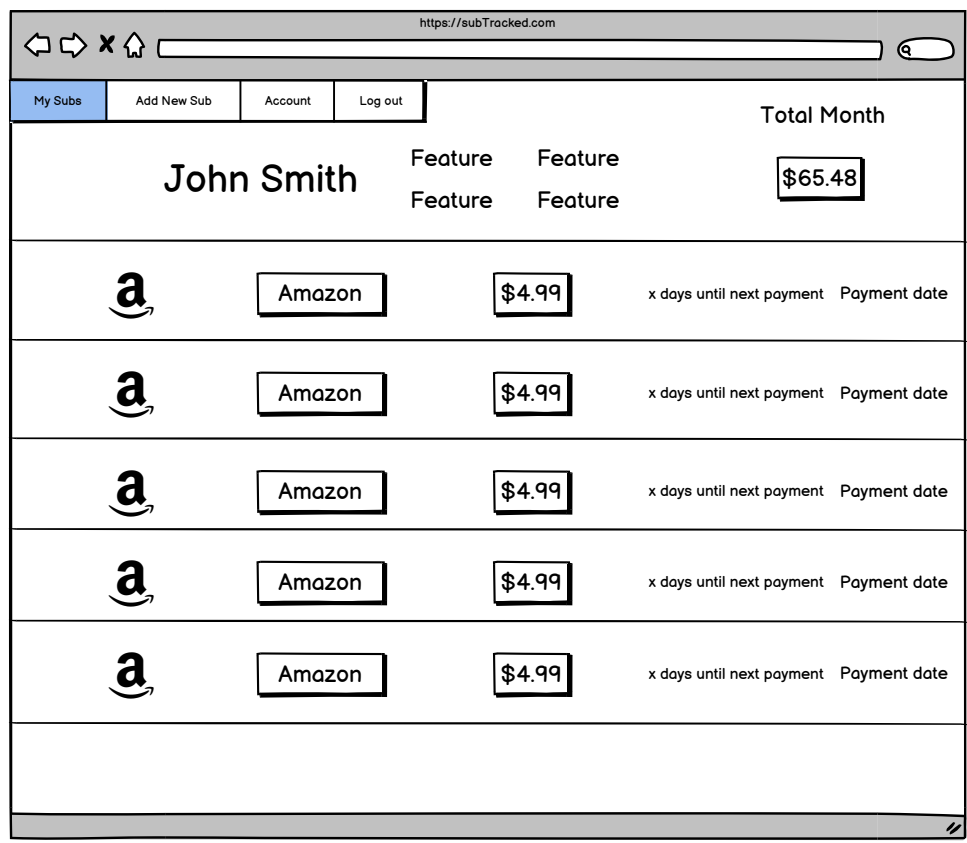 https://subTracked.com
My Subs Add New Sub Account Log out
Total Month
John Smith
Feature Feature
Feature Feature
$65.48
a Amazon $4.99 x days until next payment Payment date
a Amazon $4.99 x days until next payment Payment date
a Amazon $4.99 x days until next payment Payment date
a Amazon $4.99 x days until next payment Payment date
a Amazon $4.99 x days until next payment Payment date